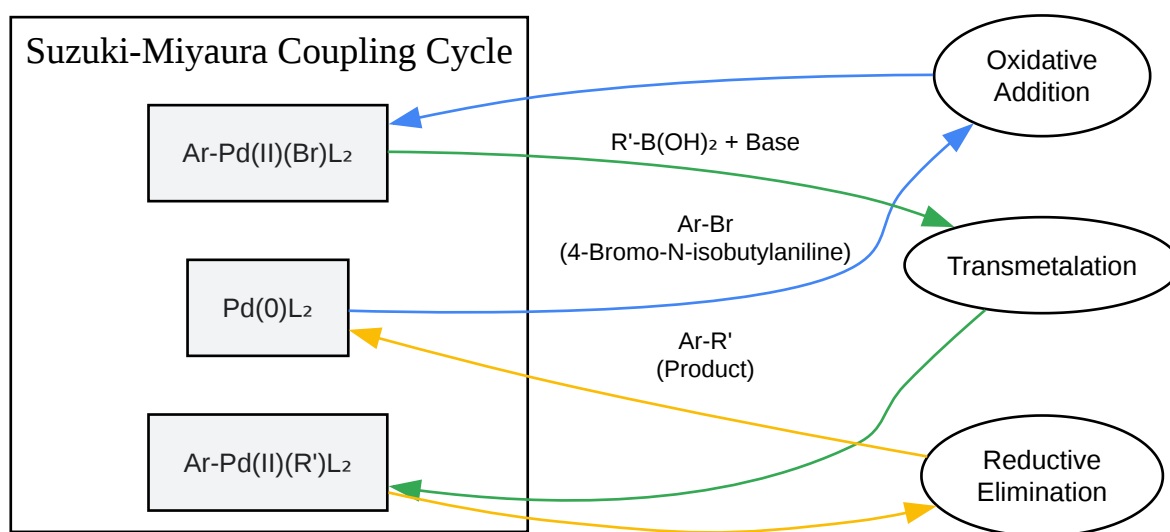 Suzuki-Miyaura Coupling Cycle
Oxidative
Addition
Ar-Pd(II)(Br)L₂
R'-B(OH)₂ + Base
Ar-Br
(4-Bromo-N-isobutylaniline)
Transmetalation
Pd(0)L₂
Ar-R'
(Product)
Ar-Pd(II)(R')L₂
Reductive
Elimination